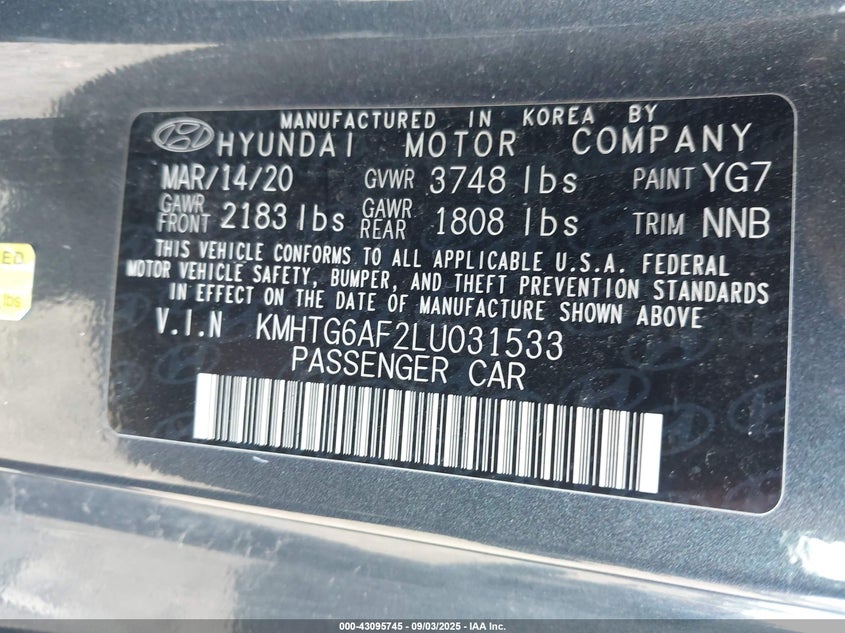 MANUFACTURED IN KOREA BY
HYUNDAI MOTOR COMPANY
MAR/14/20 GVWR 3748 lbs PAINT YG7
GAWR FRONT 2183 lbs GAWR REAR 1808 lbs TRIM NNB
THIS VEHICLE CONFORMS TO ALL APPLICABLE U.S.A. FEDERAL
MOTOR VEHICLE SAFETY, BUMPER, AND THEFT PREVENTION STANDARDS
IN EFFECT ON THE DATE OF MANUFACTURE SHOWN ABOVE
V.I.N KMHTG6AF2LU031533
PASSENGER CAR
lbs
000-43095745 - 09/03/2025 - IAA Inc.